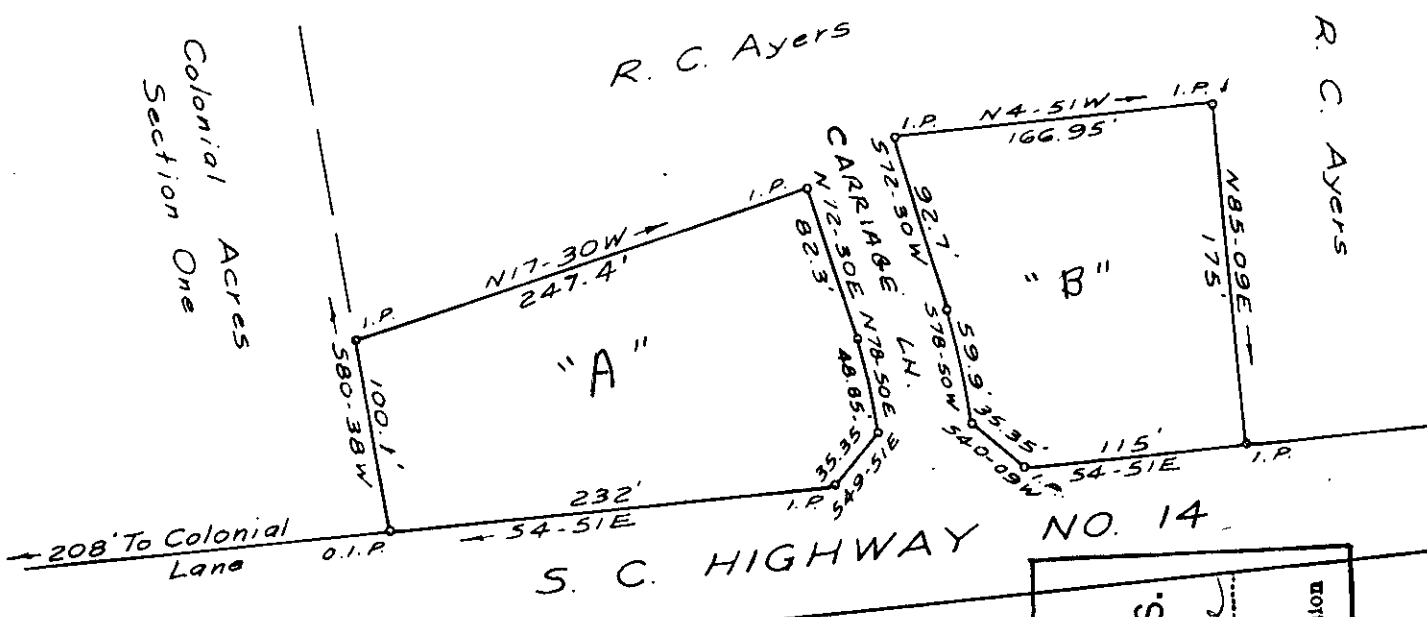 Colonial Acres
Section One
R. C. Ayers
R. C. Ayers
I.P.
N17-30W
247.4'
I.P.
S80-38W
100.1'
"A"
N72-30E
82.3'
N78-50E
48.85'
35.35'
S49-51E
I.P.
232'
S4-51E
O.I.P.
208' To Colonial
Lane
CARRIAGE LN.
I.P.
N4-51W
166.95'
I.P.
S72-30W
92.7'
S78-50W
59.9'
35.35'
S40-09W
I.P.
"B"
N85-09E
175'
115'
S4-51E
I.P.
S. C. HIGHWAY NO. 14
S.